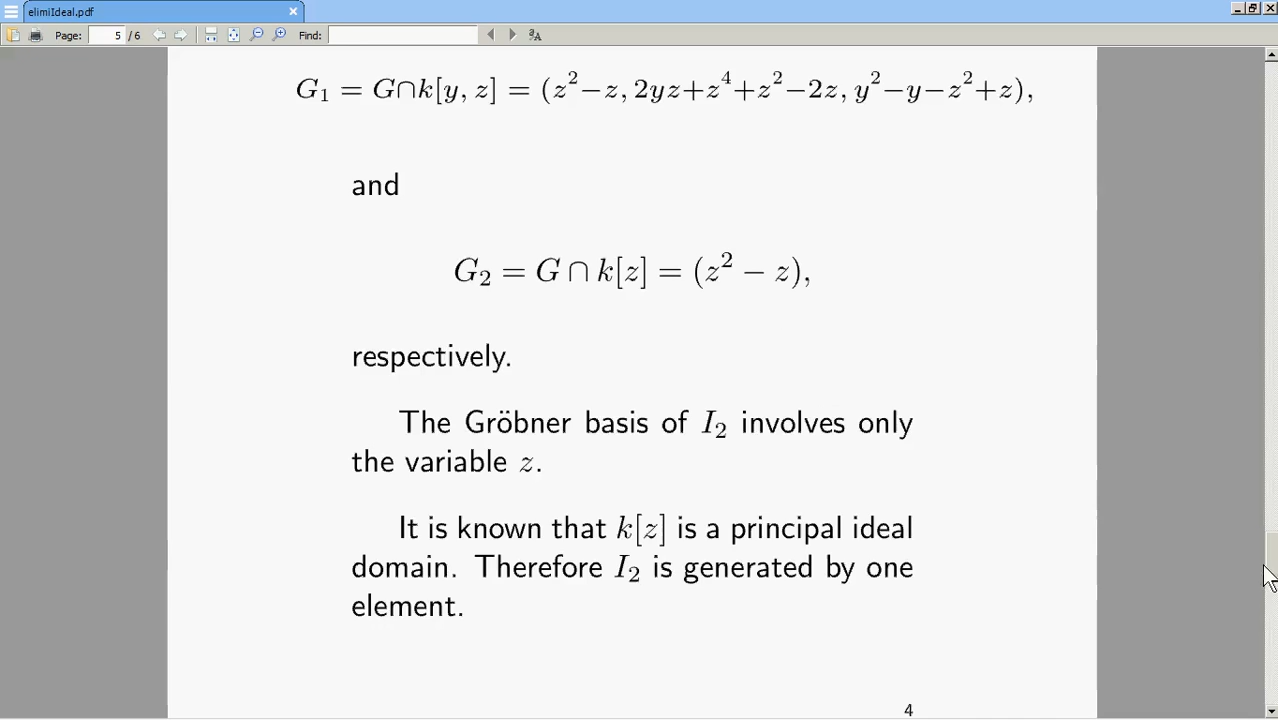 elimiIdeal.pdf
Page: 5 / 6 Find:
G₁ = G∩k[y, z] = (z²−z, 2yz+z⁴+z²−2z, y²−y−z²+z),
and
G₂ = G ∩ k[z] = (z² − z),
respectively.
The Gröbner basis of I₂ involves only
the variable z.
It is known that k[z] is a principal ideal
domain. Therefore I₂ is generated by one
element.
4